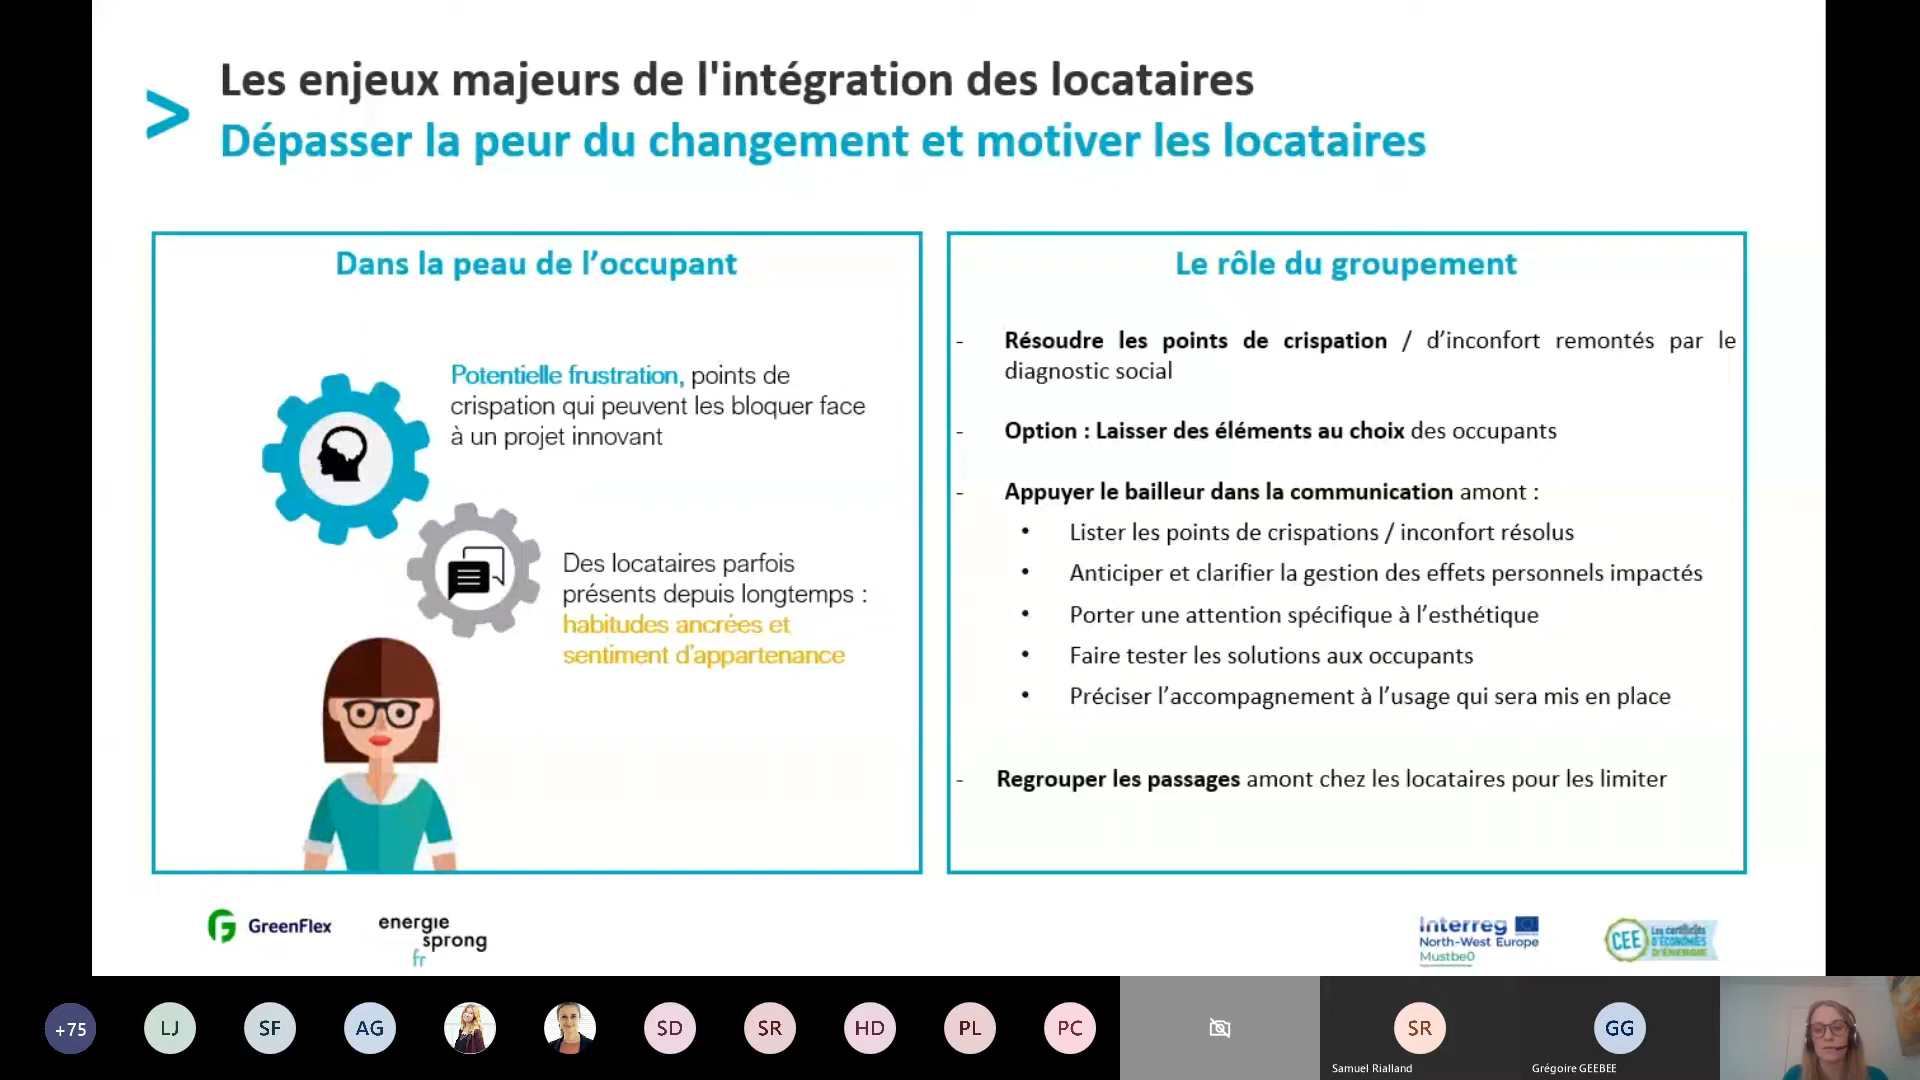 Les enjeux majeurs de l'intégration des locataires
> Dépasser la peur du changement et motiver les locataires
Dans la peau de l’occupant
Potentielle frustration, points de
crispation qui peuvent les bloquer face
à un projet innovant
Des locataires parfois
présents depuis longtemps :
habitudes ancrées et
sentiment d’appartenance
Le rôle du groupement
- Résoudre les points de crispation / d’inconfort remontés par le
diagnostic social
- Option : Laisser des éléments au choix des occupants
- Appuyer le bailleur dans la communication amont :
• Lister les points de crispations / inconfort résolus
• Anticiper et clarifier la gestion des effets personnels impactés
• Porter une attention spécifique à l’esthétique
• Faire tester les solutions aux occupants
• Préciser l’accompagnement à l’usage qui sera mis en place
- Regrouper les passages amont chez les locataires pour les limiter
GreenFlex
energie
sprong
fr
Interreg
North-West Europe
Mustbe0
CEE
Les certificats
D'ÉCONOMIES
D'ÉNERGIE
+75
LJ
SF
AG
SD
SR
HD
PL
PC
SR
Samuel Rialland
GG
Grégoire GEEBEE